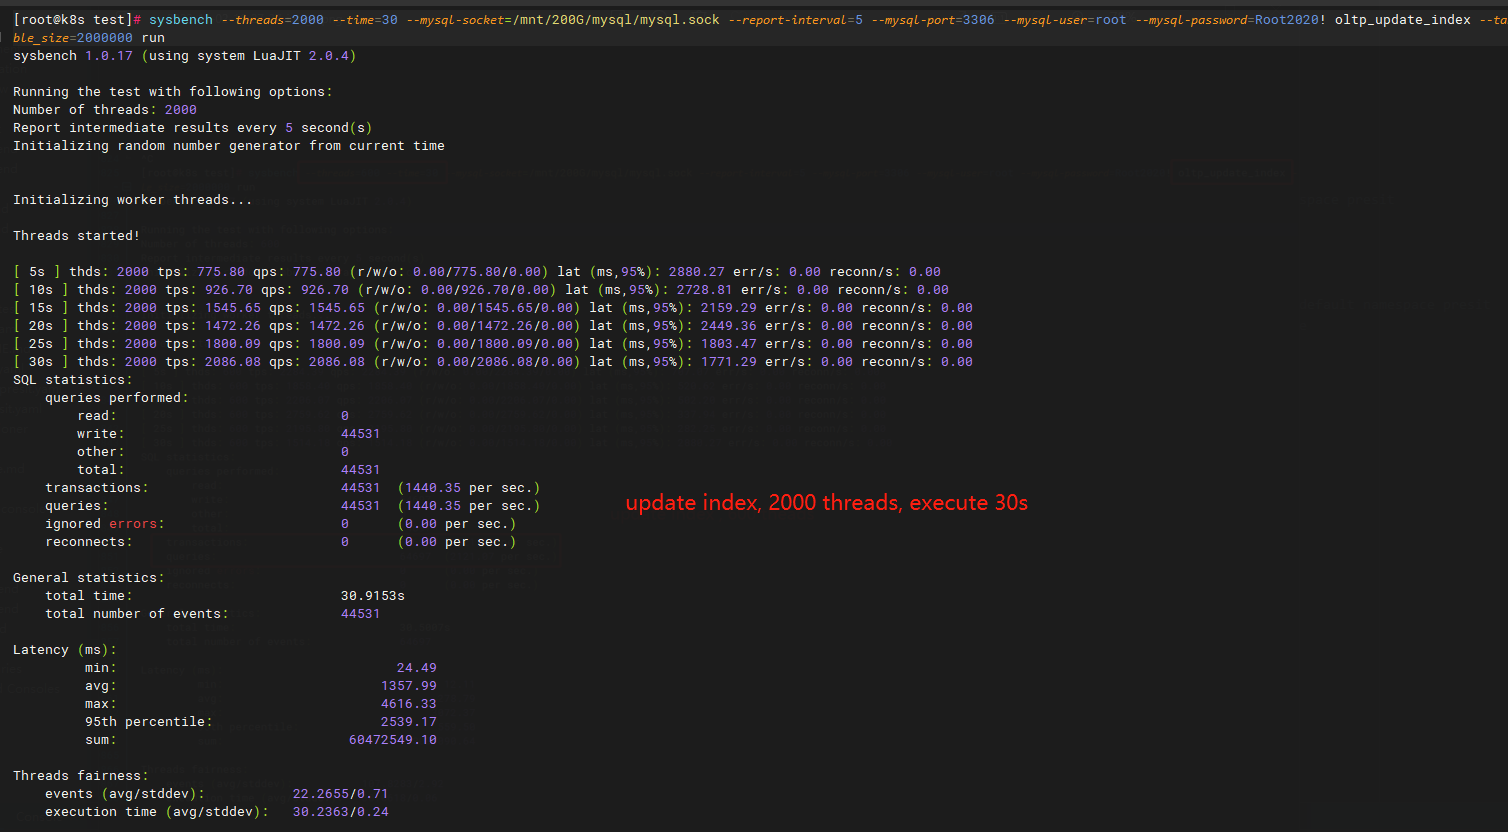 [root@k8s test]# sysbench --threads=2000 --time=30 --mysql-socket=/mnt/200G/mysql/mysql.sock --report-interval=5 --mysql-port=3306 --mysql-user=root --mysql-password=Root2020! oltp_update_index --ta
ble_size=2000000 run
sysbench 1.0.17 (using system LuaJIT 2.0.4)
Running the test with following options:
Number of threads: 2000
Report intermediate results every 5 second(s)
Initializing random number generator from current time
Initializing worker threads...
Threads started!
[ 5s ] thds: 2000 tps: 775.80 qps: 775.80 (r/w/o: 0.00/775.80/0.00) lat (ms,95%): 2880.27 err/s: 0.00 reconn/s: 0.00
[ 10s ] thds: 2000 tps: 926.70 qps: 926.70 (r/w/o: 0.00/926.70/0.00) lat (ms,95%): 2728.81 err/s: 0.00 reconn/s: 0.00
[ 15s ] thds: 2000 tps: 1545.65 qps: 1545.65 (r/w/o: 0.00/1545.65/0.00) lat (ms,95%): 2159.29 err/s: 0.00 reconn/s: 0.00
[ 20s ] thds: 2000 tps: 1472.26 qps: 1472.26 (r/w/o: 0.00/1472.26/0.00) lat (ms,95%): 2449.36 err/s: 0.00 reconn/s: 0.00
[ 25s ] thds: 2000 tps: 1800.09 qps: 1800.09 (r/w/o: 0.00/1800.09/0.00) lat (ms,95%): 1803.47 err/s: 0.00 reconn/s: 0.00
[ 30s ] thds: 2000 tps: 2086.08 qps: 2086.08 (r/w/o: 0.00/2086.08/0.00) lat (ms,95%): 1771.29 err/s: 0.00 reconn/s: 0.00
SQL statistics:
queries performed:
read: 0
write: 44531
other: 0
total: 44531
transactions: 44531 (1440.35 per sec.)
queries: 44531 (1440.35 per sec.)
update index, 2000 threads, execute 30s
ignored errors: 0 (0.00 per sec.)
reconnects: 0 (0.00 per sec.)
General statistics:
total time: 30.9153s
total number of events: 44531
Latency (ms):
min: 24.49
avg: 1357.99
max: 4616.33
95th percentile: 2539.17
sum: 60472549.10
Threads fairness:
events (avg/stddev): 22.2655/0.71
execution time (avg/stddev): 30.2363/0.24